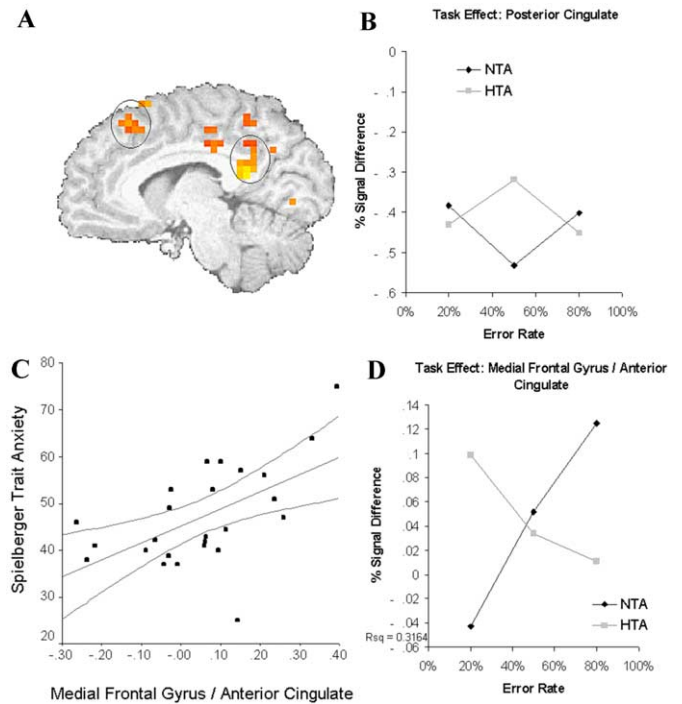 A
B
Task Effect: Posterior Cingulate
0
- .1
- .2
- .3
- .4
- .5
- .6
% Signal Difference
NTA
HTA
0% 20% 40% 60% 80% 100%
Error Rate
C
80
70
60
50
40
30
20
Spielberger Trait Anxiety
-.30 -.20 -.10 -.00 .10 .20 .30 .40
Medial Frontal Gyrus / Anterior Cingulate
Rsq = 0.3164
D
Task Effect: Medial Frontal Gyrus / Anterior
Cingulate
.14
.12
.1
.08
.06
.04
.02
0
- .02
- .04
- .06
% Signal Difference
NTA
HTA
0% 20% 40% 60% 80% 100%
Error Rate